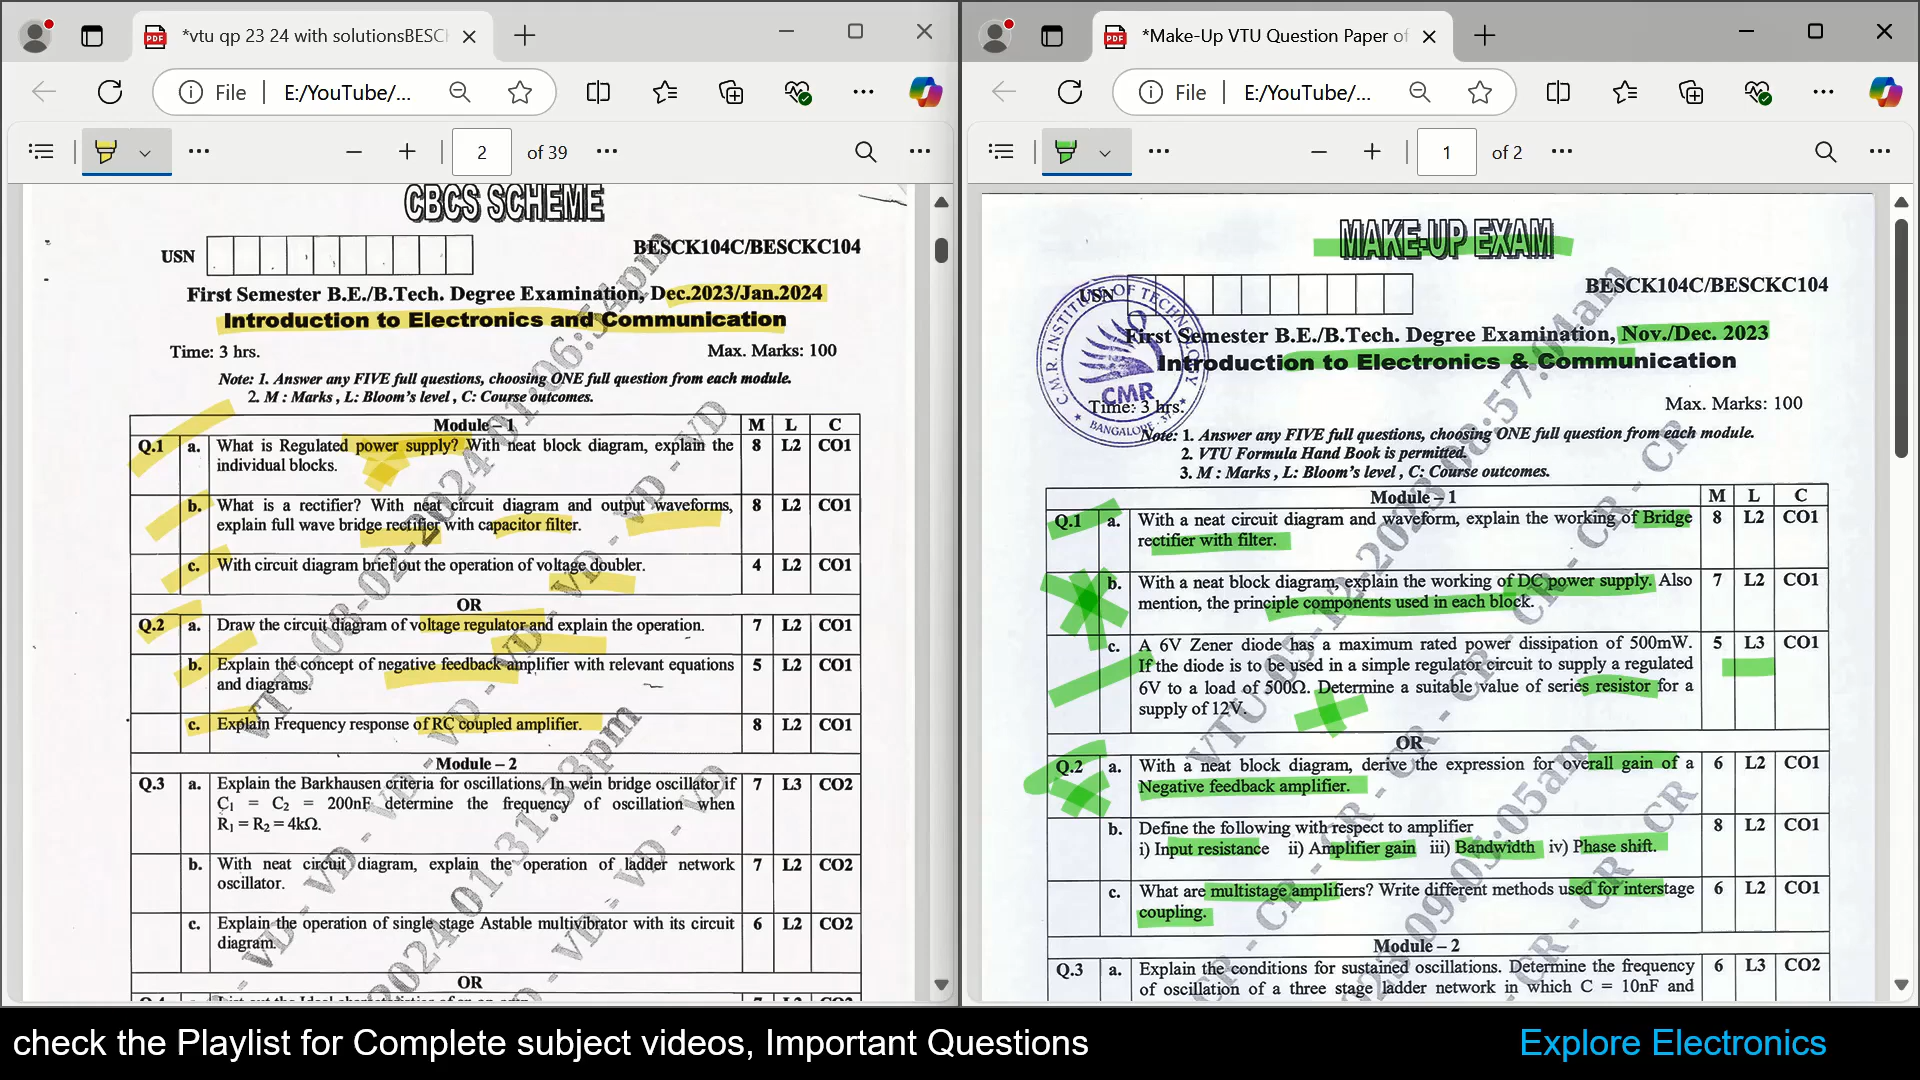 *vtu qp 23 24 with solutionsBESC
File
E:/YouTube/...
2 of 39
CBCS SCHEME
USN
BESCK104C/BESCKC104
First Semester B.E./B.Tech. Degree Examination, Dec.2023/Jan.2024
Introduction to Electronics and Communication
Time: 3 hrs. Max. Marks: 100
Note: 1. Answer any FIVE full questions, choosing ONE full question from each module.
2. M : Marks , L: Bloom's level , C: Course outcomes.
Module – 1 M L C
Q.1 a. What is Regulated power supply? With neat block diagram, explain the 8 L2 CO1
individual blocks.
b. What is a rectifier? With neat circuit diagram and output waveforms, 8 L2 CO1
explain full wave bridge rectifier with capacitor filter.
c. With circuit diagram brief out the operation of voltage doubler. 4 L2 CO1
OR
Q.2 a. Draw the circuit diagram of voltage regulator and explain the operation. 7 L2 CO1
b. Explain the concept of negative feedback amplifier with relevant equations 5 L2 CO1
and diagrams.
c. Explain Frequency response of RC coupled amplifier. 8 L2 CO1
Module – 2
Q.3 a. Explain the Barkhausen criteria for oscillations. In wein bridge oscillator if 7 L3 CO2
C₁ = C₂ = 200nF determine the frequency of oscillation when
R₁ = R₂ = 4kΩ.
b. With neat circuit diagram, explain the operation of ladder network 7 L2 CO2
oscillator.
c. Explain the operation of single stage Astable multivibrator with its circuit 6 L2 CO2
diagram.
OR
*Make-Up VTU Question Paper of
File
E:/YouTube/...
1 of 2
MAKE-UP EXAM
USN
BESCK104C/BESCKC104
First Semester B.E./B.Tech. Degree Examination, Nov./Dec. 2023
Introduction to Electronics & Communication
Time: 3 hrs. Max. Marks: 100
Note: 1. Answer any FIVE full questions, choosing ONE full question from each module.
2. VTU Formula Hand Book is permitted.
3. M : Marks , L: Bloom's level , C: Course outcomes.
C.M.R. INSTITUTE OF TECHNOLOGY
CMR
BANGALORE - 37
Module – 1 M L C
Q.1 a. With a neat circuit diagram and waveform, explain the working of Bridge 8 L2 CO1
rectifier with filter.
b. With a neat block diagram, explain the working of DC power supply. Also 7 L2 CO1
mention, the principle components used in each block.
c. A 6V Zener diode has a maximum rated power dissipation of 500mW. 5 L3 CO1
If the diode is to be used in a simple regulator circuit to supply a regulated
6V to a load of 500Ω. Determine a suitable value of series resistor for a
supply of 12V.
OR
Q.2 a. With a neat block diagram, derive the expression for overall gain of a 6 L2 CO1
Negative feedback amplifier.
b. Define the following with respect to amplifier 8 L2 CO1
i) Input resistance ii) Amplifier gain iii) Bandwidth iv) Phase shift.
c. What are multistage amplifiers? Write different methods used for interstage 6 L2 CO1
coupling.
Module – 2
Q.3 a. Explain the conditions for sustained oscillations. Determine the frequency 6 L3 CO2
of oscillation of a three stage ladder network in which C = 10nF and
check the Playlist for Complete subject videos, Important Questions
Explore Electronics